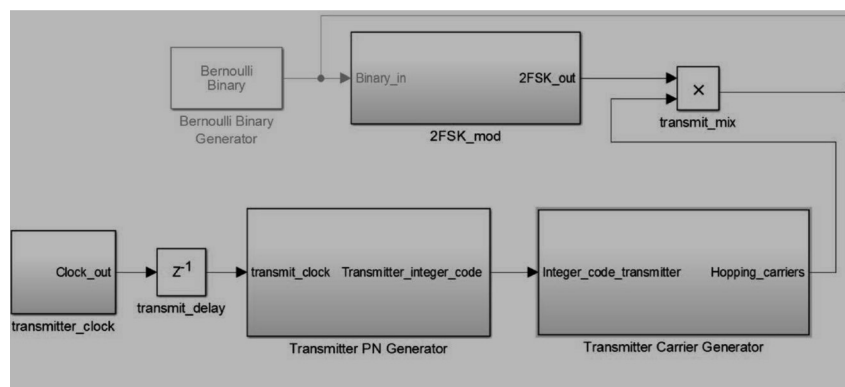 Bernoulli
Binary
Bernoulli Binary
Generator
Binary_in
2FSK_out
2FSK_mod
×
transmit_mix
Clock_out
transmitter_clock
Z-1
transmit_delay
transmit_clock
Transmitter_integer_code
Transmitter PN Generator
Integer_code_transmitter
Hopping_carriers
Transmitter Carrier Generator